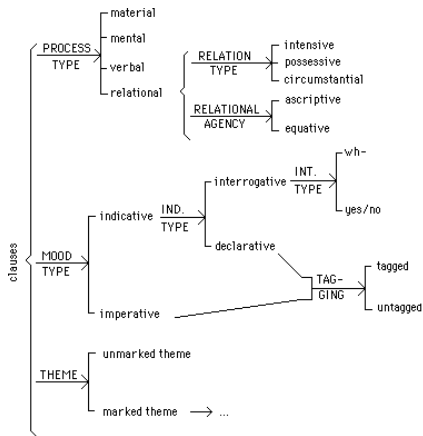 clauses
PROCESS
TYPE
material
mental
verbal
relational
RELATION
TYPE
intensive
possessive
circumstantial
RELATIONAL
AGENCY
ascriptive
equative
MOOD
TYPE
indicative
IND.
TYPE
interrogative
INT.
TYPE
wh-
yes/no
declarative
imperative
TAG-
GING
tagged
untagged
THEME
unmarked theme
marked theme
...